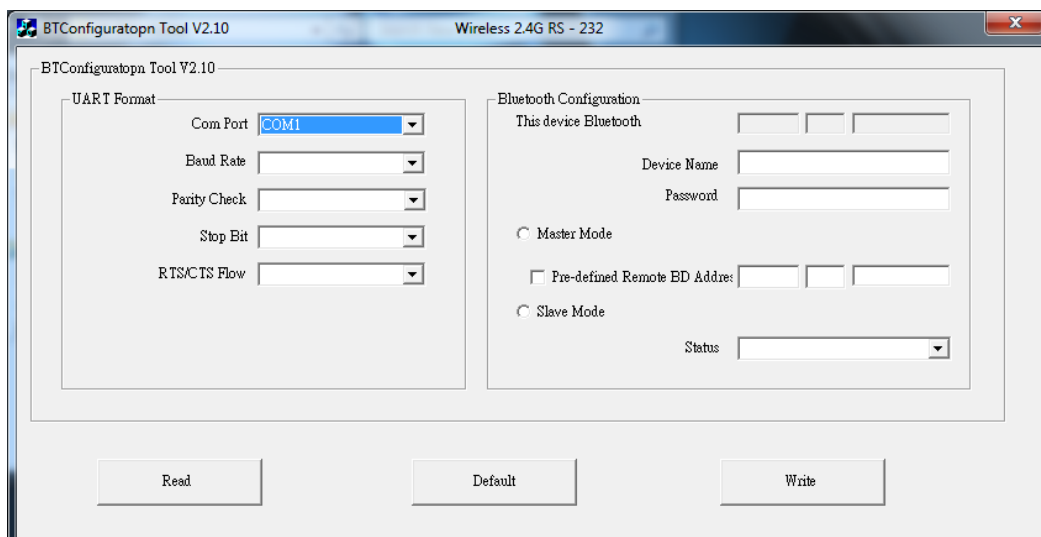 BTConfiguratopn Tool V2.10
Wireless 2.4G RS - 232
x
BTConfiguratopn Tool V2.10
UART Format
Com Port COM1
Baud Rate
Parity Check
Stop Bit
RTS/CTS Flow
Bluetooth Configuration
This device Bluetooth
Device Name
Password
Master Mode
Pre-defined Remote BD Addres
Slave Mode
Status
Read
Default
Write